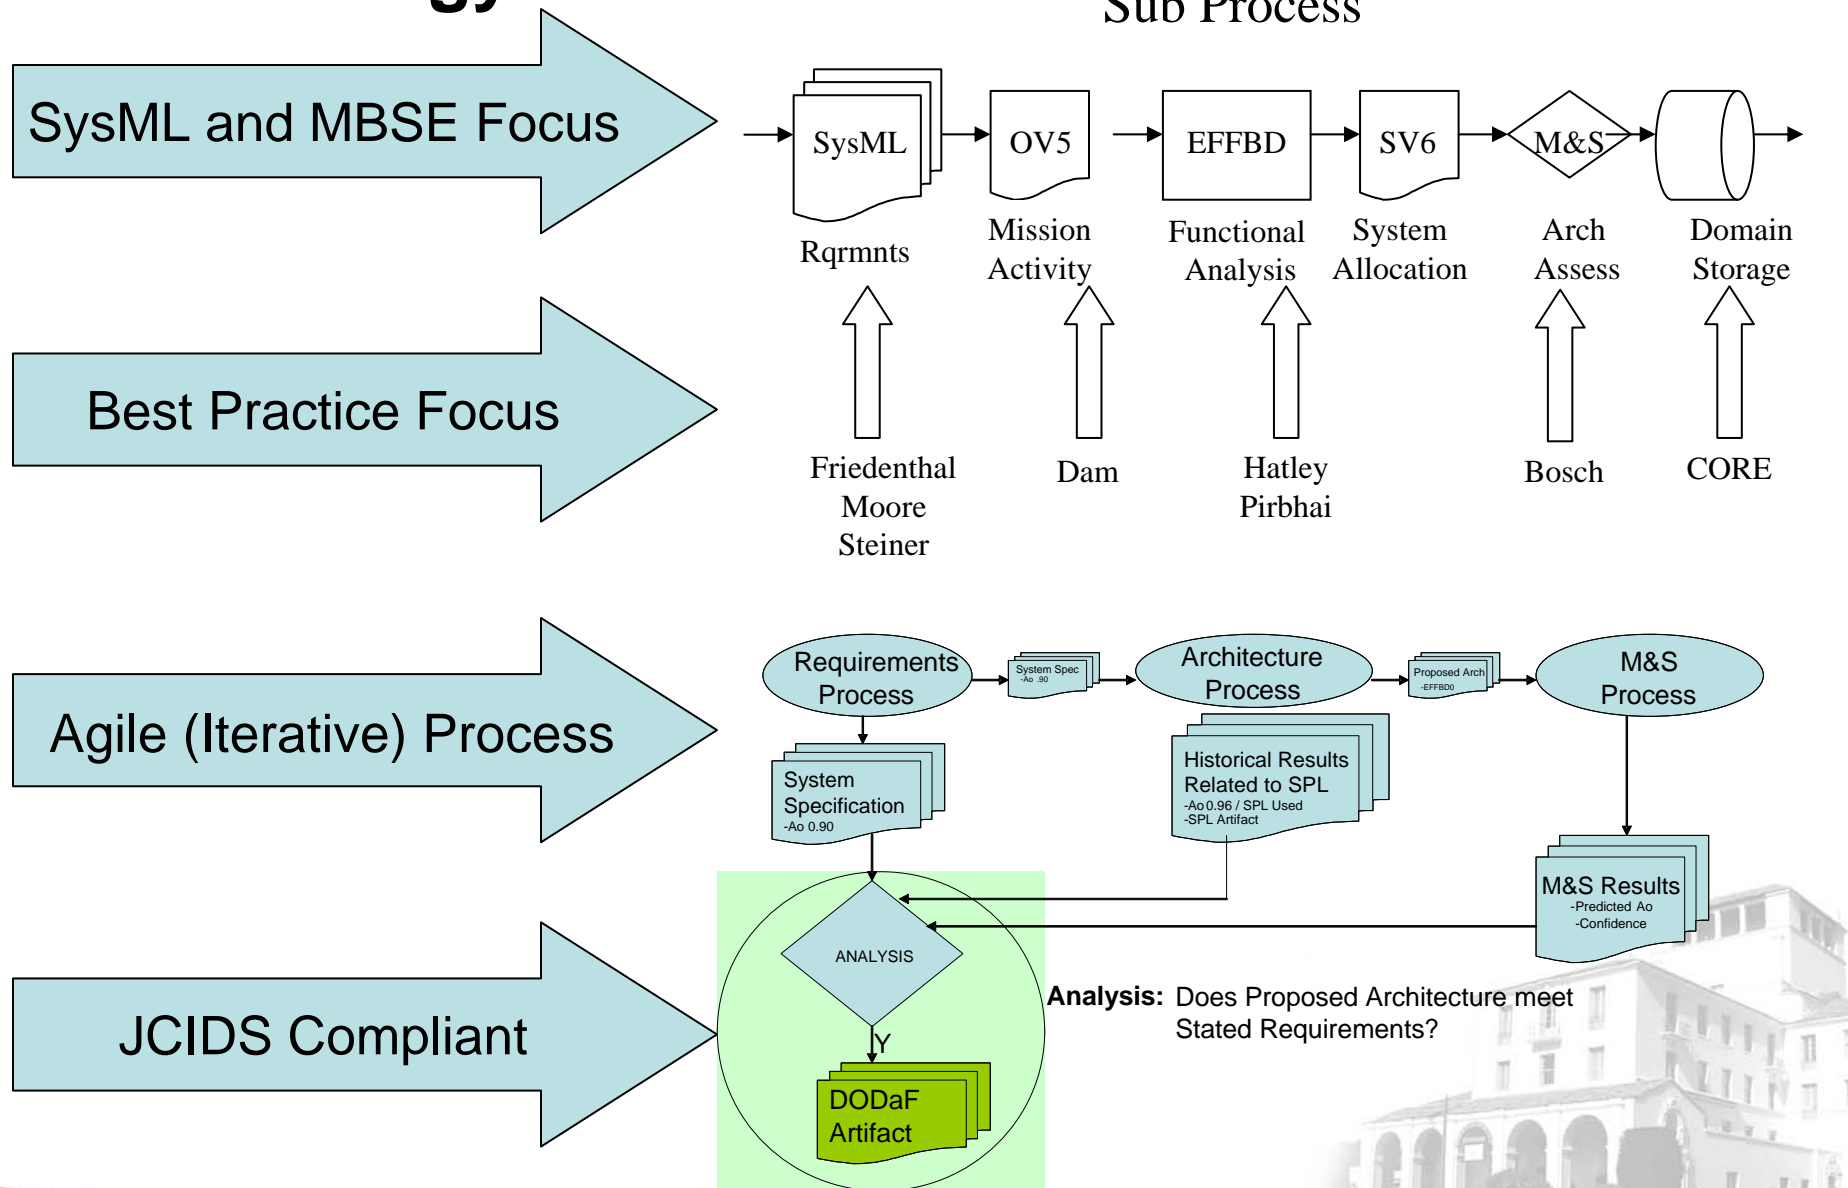 gy
Sub Process
SysML and MBSE Focus
SysML
OV5
EFFBD
SV6
M&S
Rqrmnts
Mission
Activity
Functional
Analysis
System
Allocation
Arch
Assess
Domain
Storage
Best Practice Focus
Friedenthal
Moore
Steiner
Dam
Hatley
Pirbhai
Bosch
CORE
Agile (Iterative) Process
Requirements
Process
System Spec
-Ao .90
Architecture
Process
Proposed Arch
-EFFBD0
M&S
Process
System
Specification
-Ao 0.90
Historical Results
Related to SPL
-Ao 0.96 / SPL Used
-SPL Artifact
M&S Results
-Predicted Ao
-Confidence
JCIDS Compliant
ANALYSIS
Y
DODaF
Artifact
Analysis: Does Proposed Architecture meet
Stated Requirements?